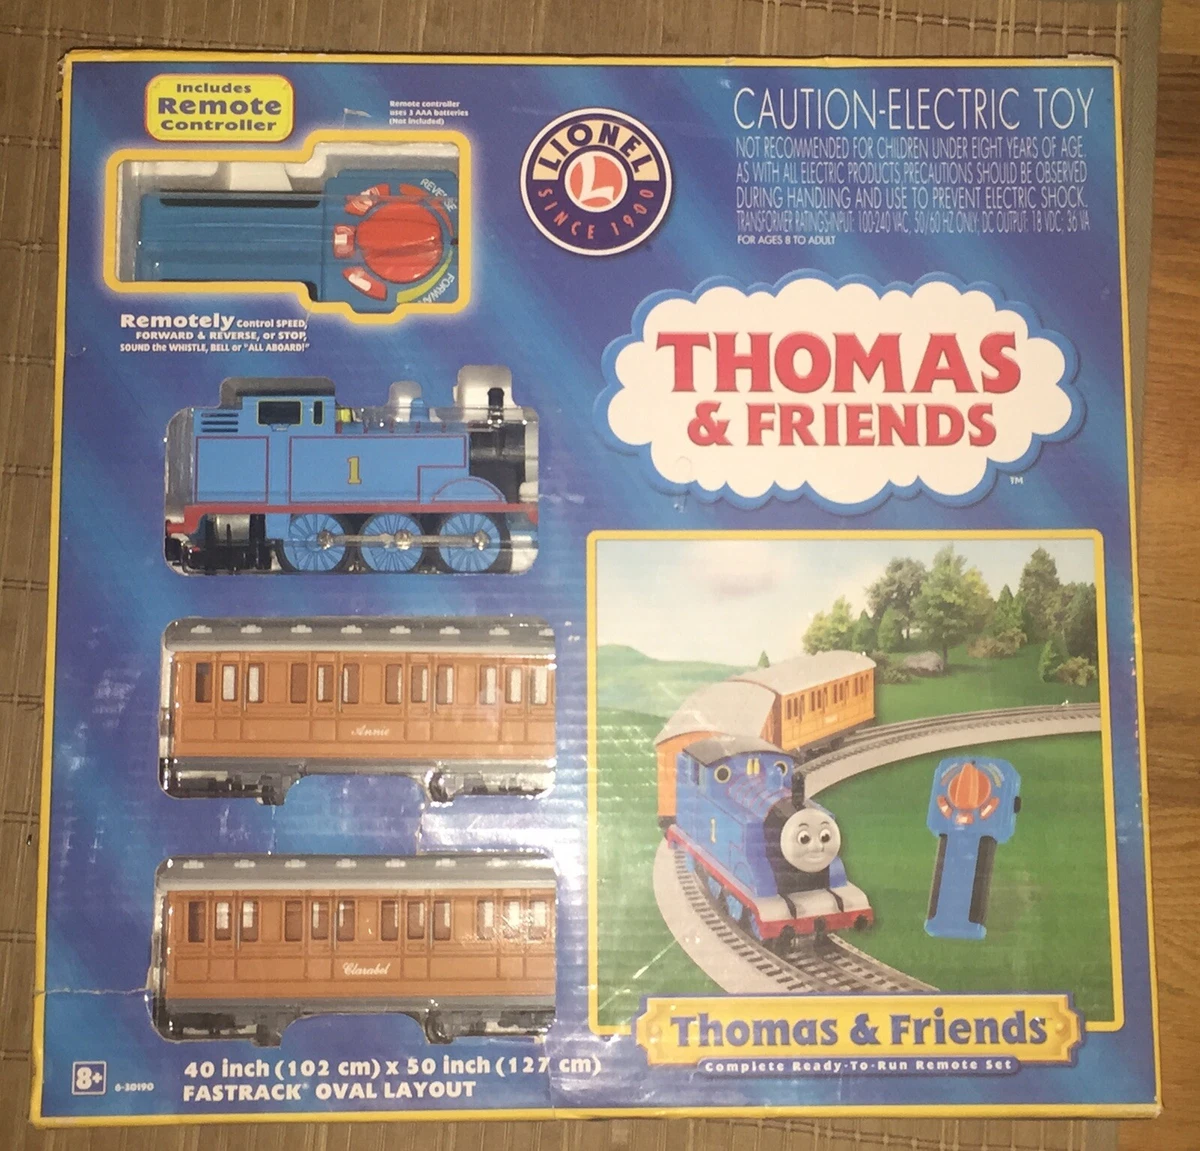 Includes
Remote
Controller
Remote controller
uses 3 AAA batteries
(Not included)
REVERSE
FORWA
Remotely Control SPEED,
FORWARD & REVERSE, or STOP,
SOUND the WHISTLE, BELL or "ALL ABOARD!"
LIONEL
L
SINCE 1900
CAUTION-ELECTRIC TOY
NOT RECOMMENDED FOR CHILDREN UNDER EIGHT YEARS OF AGE.
AS WITH ALL ELECTRIC PRODUCTS, PRECAUTIONS SHOULD BE OBSERVED
DURING HANDLING AND USE TO PREVENT ELECTRIC SHOCK.
TRANSFORMER RATINGS-INPUT: 100-240 VAC, 50/60 HZ ONLY; DC OUTPUT: 18 VDC, 36 VA
FOR AGES 8 TO ADULT
THOMAS
& FRIENDS
TM
1
Annie
Clarabel
1
Thomas & Friends™
Complete Ready-To-Run Remote Set
8+
6-30190
40 inch (102 cm) x 50 inch (127 cm)
FASTRACK® OVAL LAYOUT